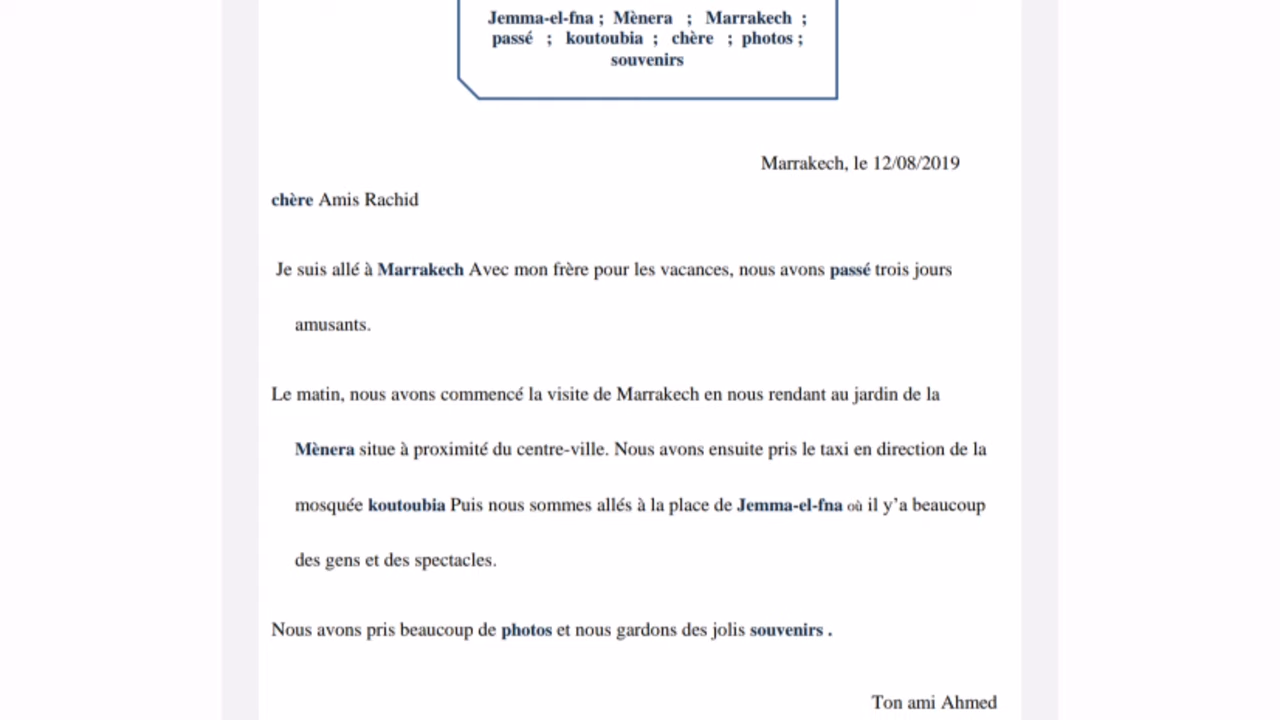 Jemma-el-fna ; Mènera ; Marrakech ;
passé ; koutoubia ; chère ; photos ;
souvenirs
Marrakech, le 12/08/2019
chère Amis Rachid
Je suis allé à Marrakech Avec mon frère pour les vacances, nous avons passé trois jours
amusants.
Le matin, nous avons commencé la visite de Marrakech en nous rendant au jardin de la
Mènera situe à proximité du centre-ville. Nous avons ensuite pris le taxi en direction de la
mosquée koutoubia Puis nous sommes allés à la place de Jemma-el-fna où il y’a beaucoup
des gens et des spectacles.
Nous avons pris beaucoup de photos et nous gardons des jolis souvenirs .
Ton ami Ahmed